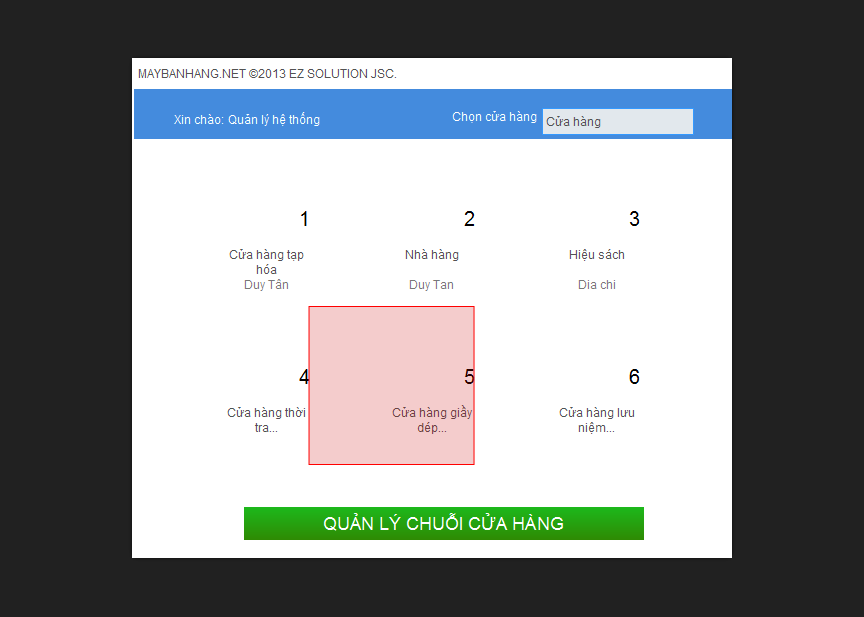 MAYBANHANG.NET ©2013 EZ SOLUTION JSC.
Xin chào: Quản lý hệ thống
Chọn cửa hàng
Cửa hàng
1
2
3
Cửa hàng tạp
hóa
Duy Tân
Nhà hàng
Duy Tan
Hiệu sách
Dia chi
4
5
6
Cửa hàng thời
tra...
Cửa hàng giầy
dép...
Cửa hàng lưu
niệm...
QUẢN LÝ CHUỖI CỬA HÀNG